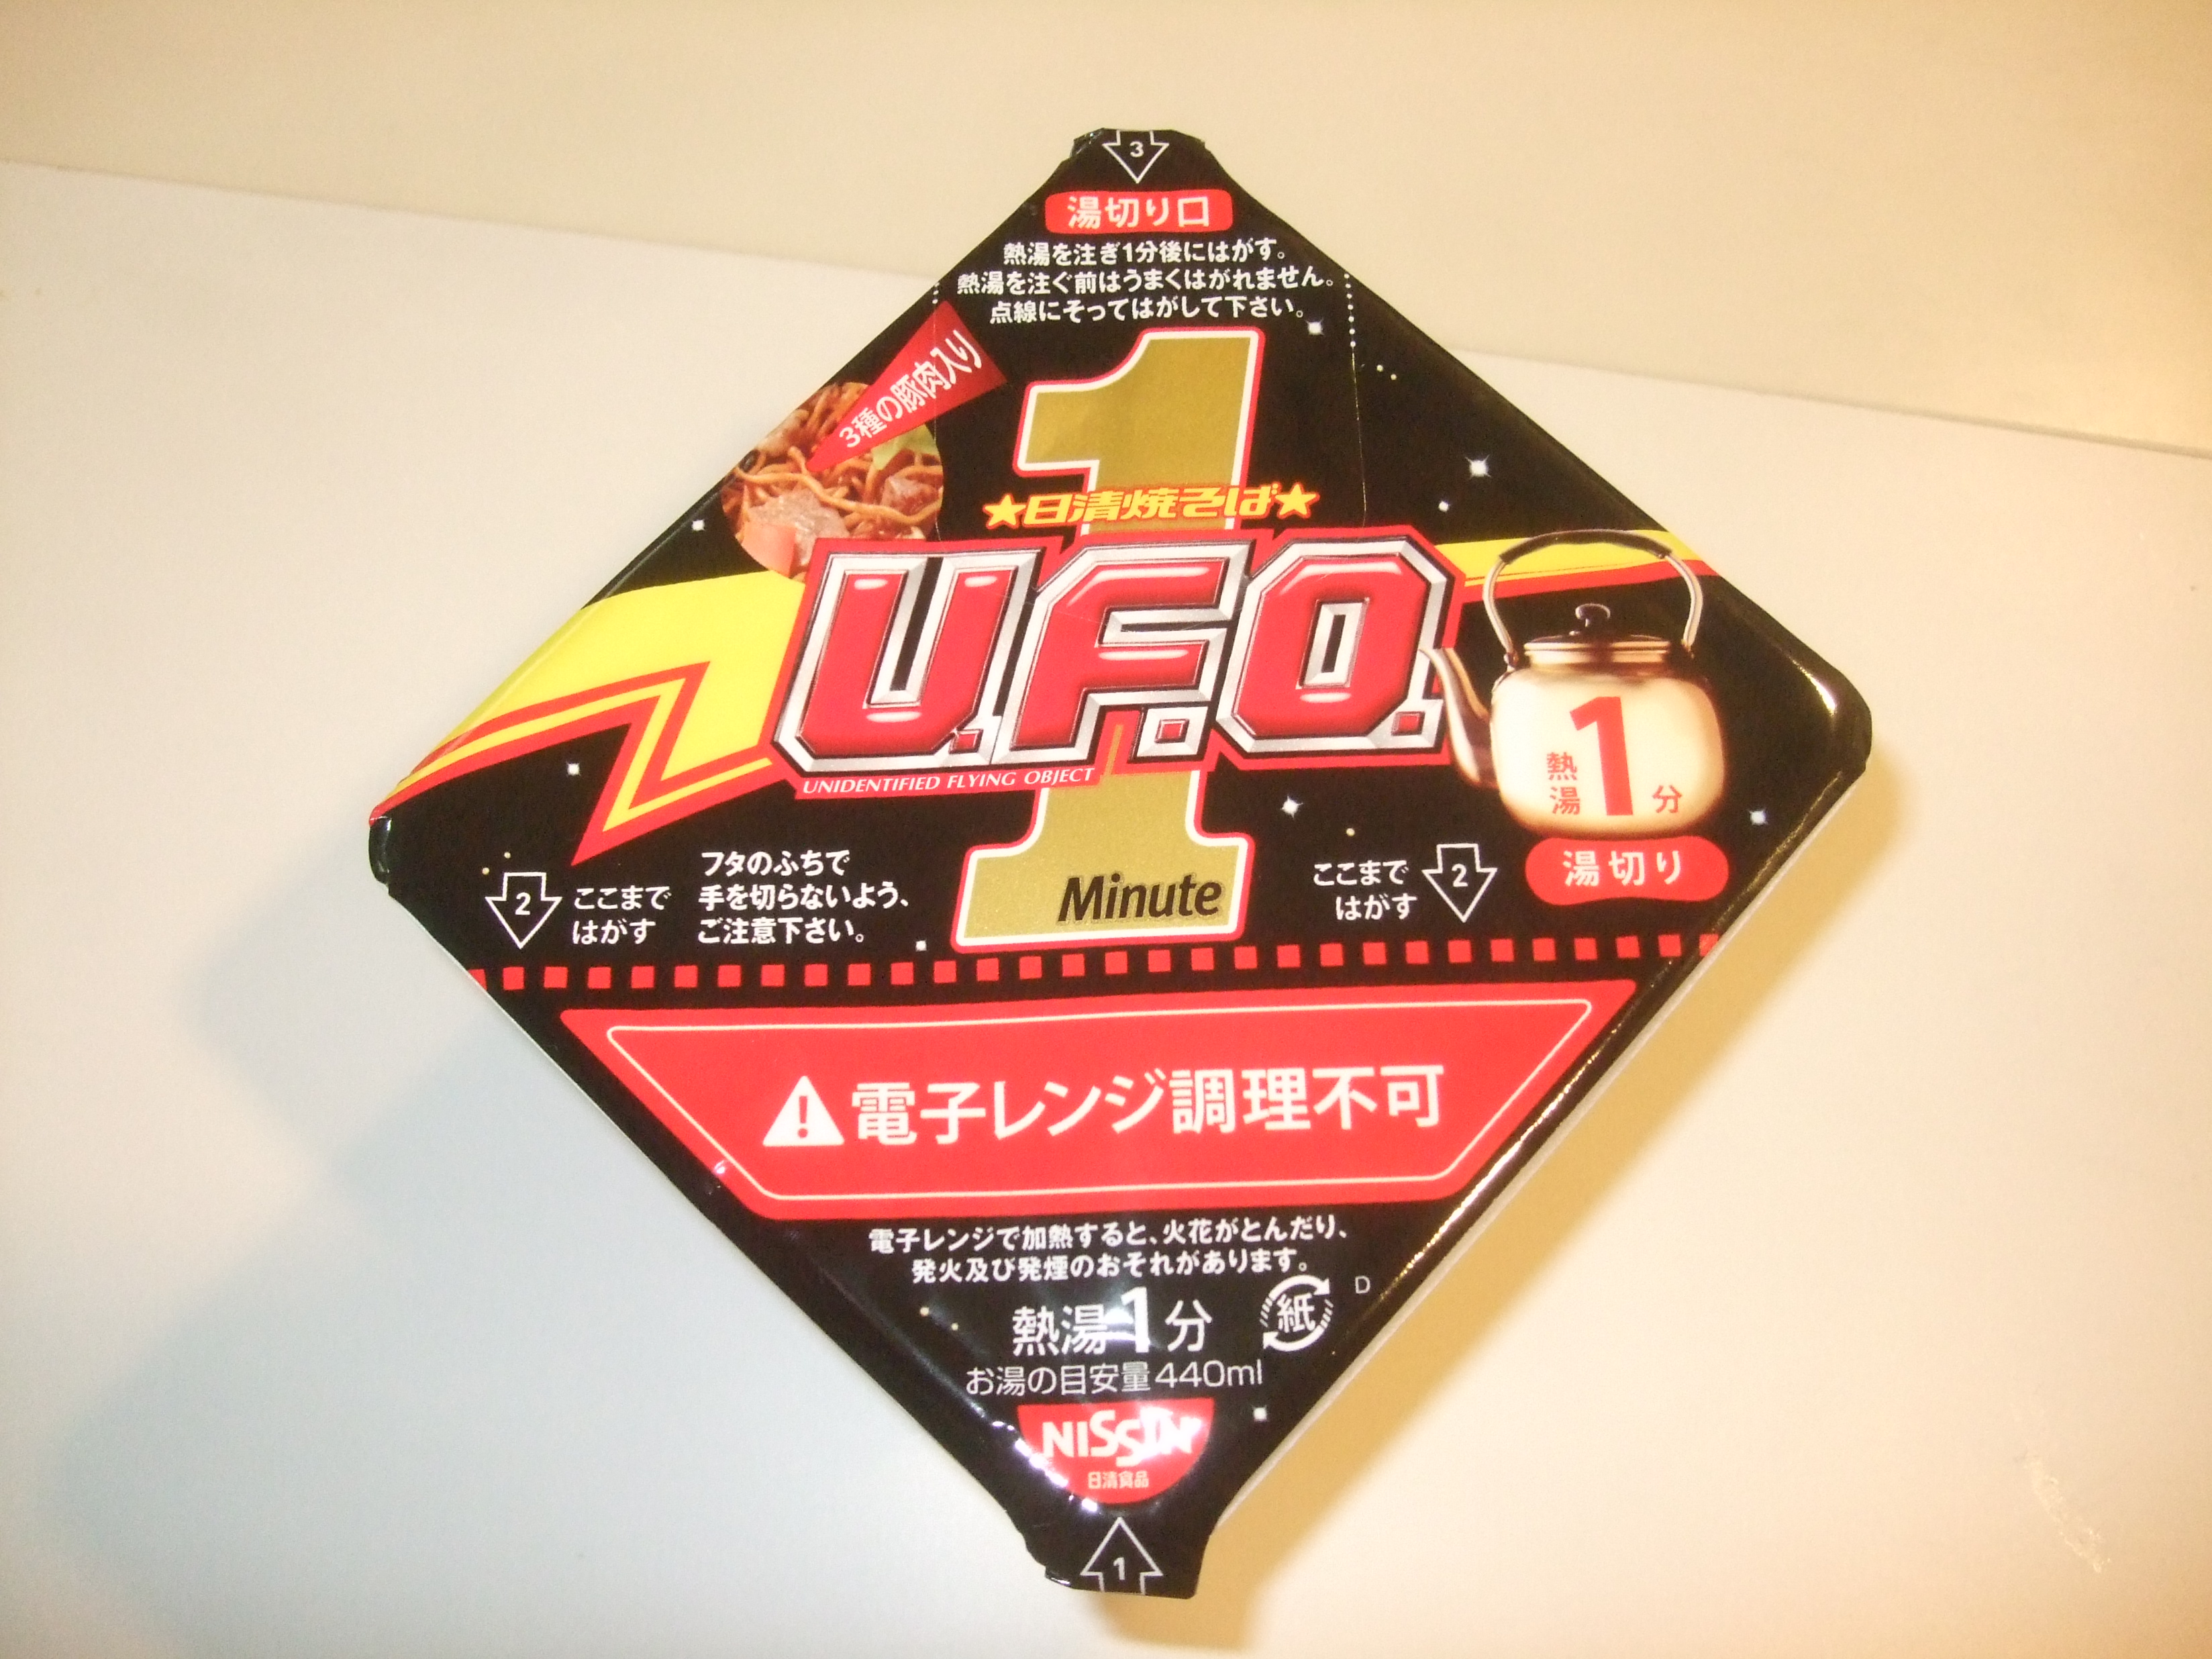 3
湯切り口
熱湯を注ぎ1分後にはがす。
熱湯を注ぐ前はうまくはがれません。
点線にそってはがして下さい。
3種の豚肉入り
1
★日清焼そば★
U.F.O.
UNIDENTIFIED FLYING OBJECT
Minute
熱湯1分
湯切り
2
ここまで
はがす
フタのふちで
手を切らないよう、
ご注意下さい。
ここまで
はがす
2
電子レンジ調理不可
電子レンジで加熱すると、火花がとんだり、
発火及び発煙のおそれがあります。
熱湯1分
紙
D
お湯の目安量440ml
NISSIN
日清食品
1